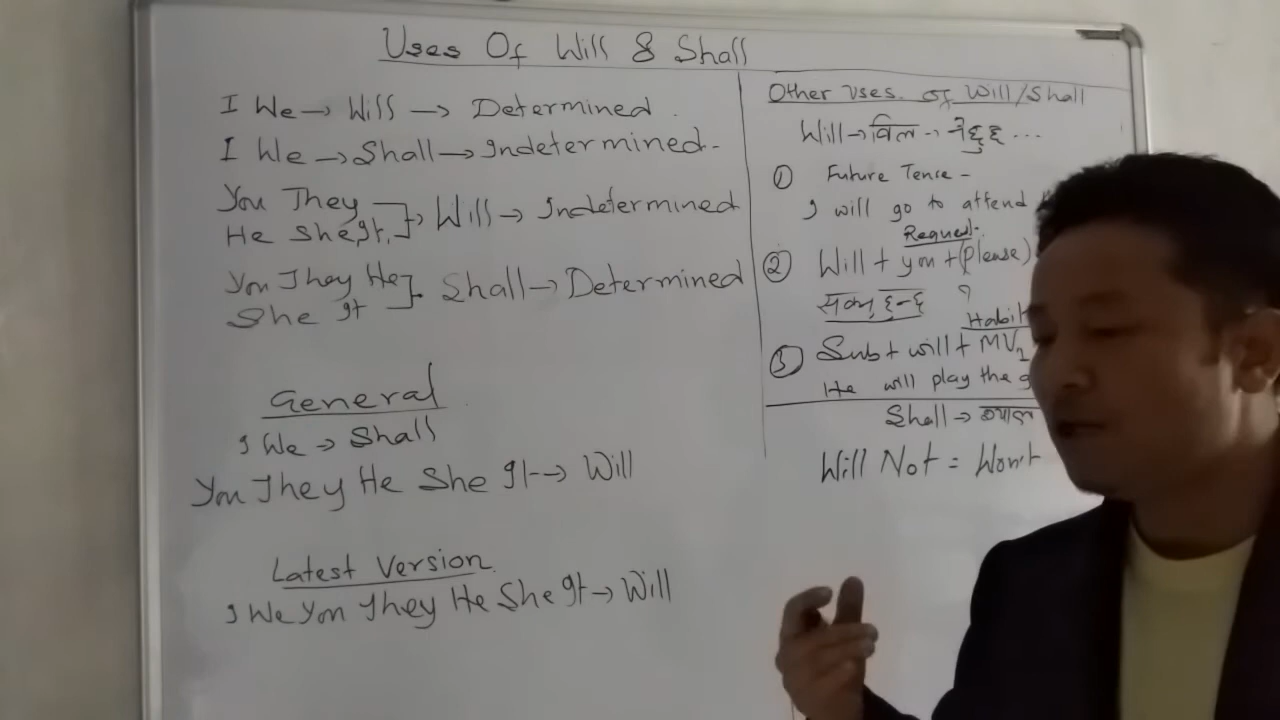 Uses Of Will & Shall
I We → Will → Determined.
I We → Shall → Indetermined.
You They
He She It. → Will → Indetermined
You They He
She It Shall → Determined
General
I We → Shall
You They He She It → Will
Latest Version
I We You They He She It → Will
Other Uses. Of Will/Shall
Will → विल →
① Future Tence -
I will go to attend
Request.
② Will + you + (Please)
?
Habit
③ Sub + will + MV1
He will play the g
Shall →
Will Not = Won't